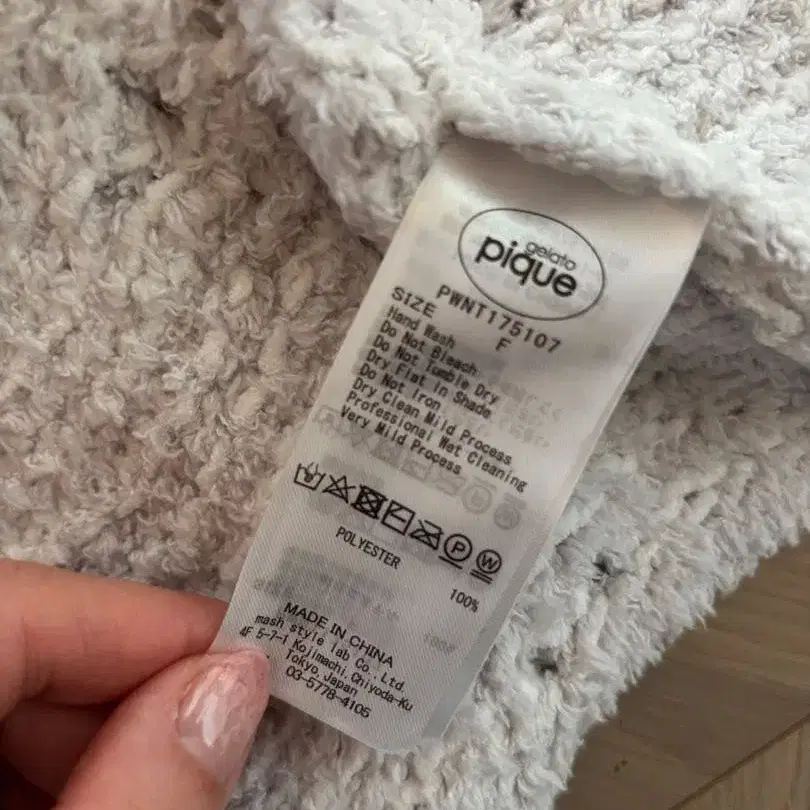 gelato
pique
PWNT175107
SIZE F
Hand Wash
Do Not Bleach
Do Not Tumble Dry
Dry Flat in Shade
Do Not Iron
Dry Clean Mild Process
Professional Wet Cleaning
Very Mild Process
P W
POLYESTER 100%
MADE IN CHINA
mash style lab Co., Ltd.
4F 5-7-1 Kojimachi, Chiyoda-Ku
Tokyo, Japan
03-5778-4105